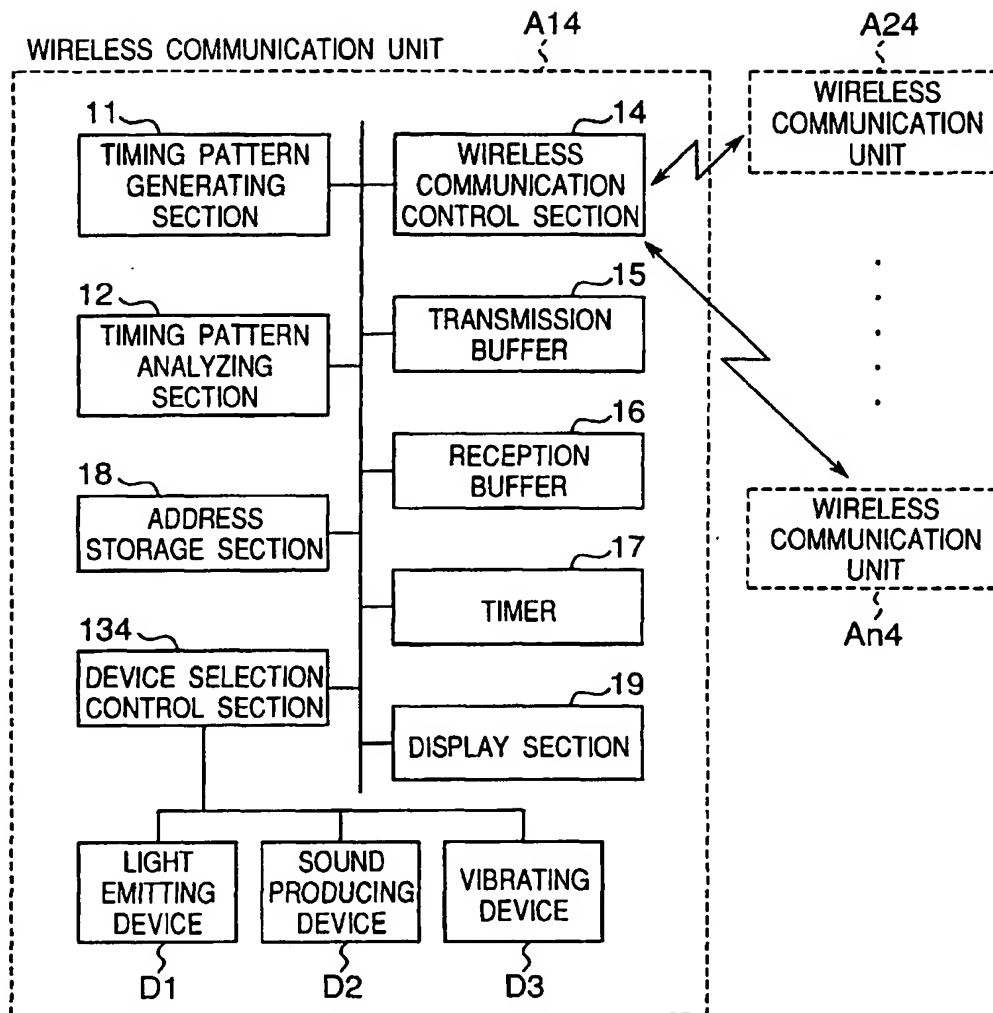 A14
A24
WIRELESS COMMUNICATION UNIT
WIRELESS
COMMUNICATION
UNIT
11
TIMING PATTERN
GENERATING
SECTION
14
WIRELESS
COMMUNICATION
CONTROL SECTION
12
TIMING PATTERN
ANALYZING
SECTION
15
TRANSMISSION
BUFFER
16
RECEPTION
BUFFER
18
ADDRESS
STORAGE SECTION
17
TIMER
WIRELESS
COMMUNICATION
UNIT
An4
134
DEVICE SELECTION
CONTROL SECTION
19
DISPLAY SECTION
LIGHT
EMITTING
DEVICE
D1
SOUND
PRODUCING
DEVICE
D2
VIBRATING
DEVICE
D3